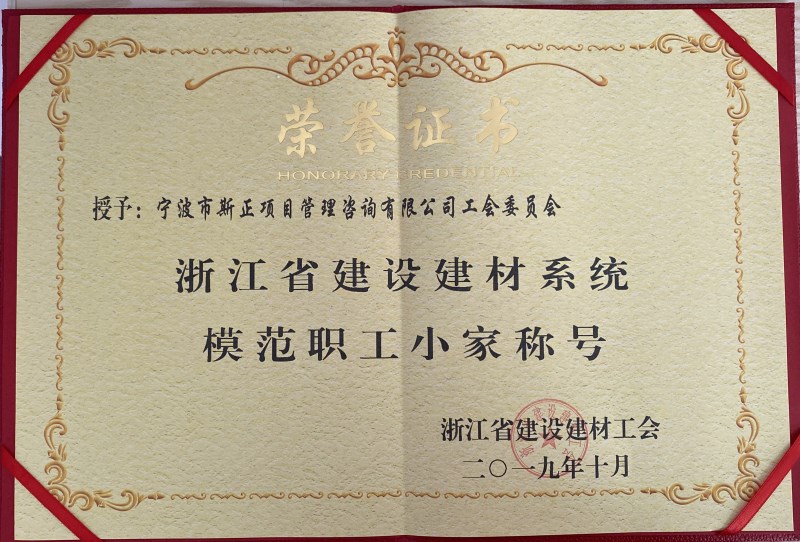 荣誉证书
HONORARY CREDENTIAL
授予：宁波市斯正项目管理咨询有限公司工会委员会
浙江省建设建材系统
模范职工小家称号
浙江省建设建材工会
二〇一九年十月